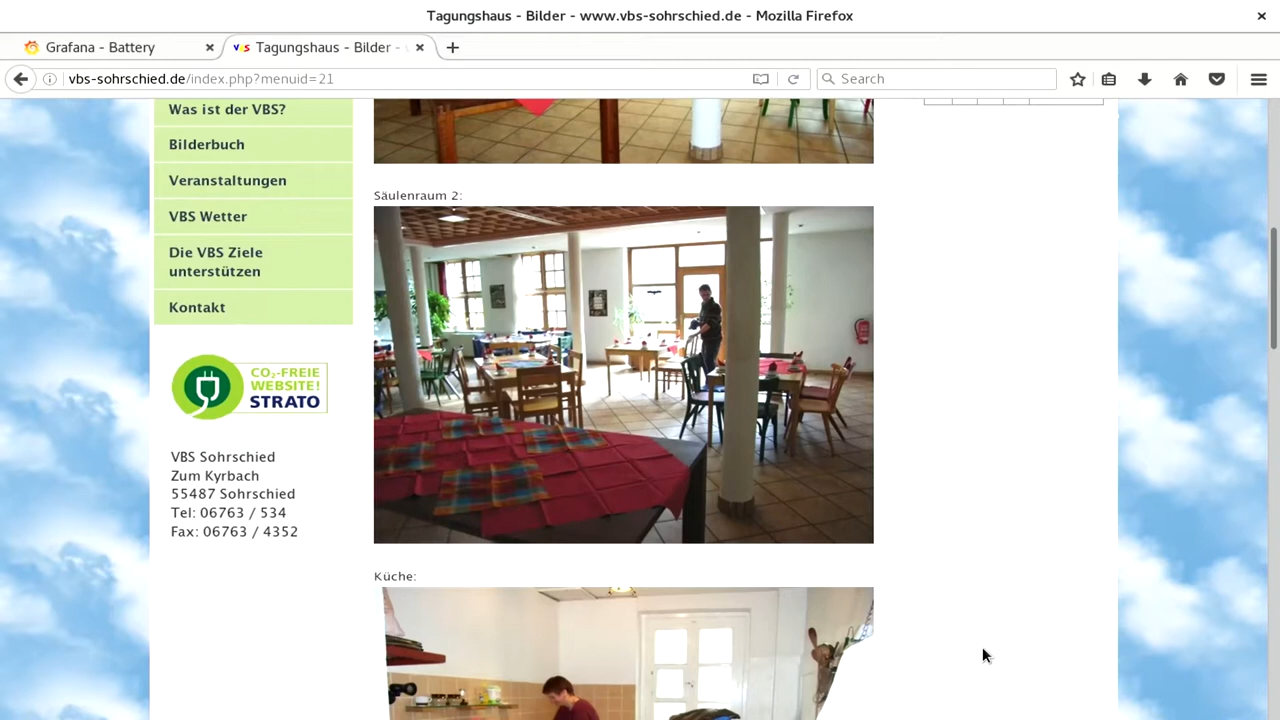 Tagungshaus - Bilder - www.vbs-sohrschied.de - Mozilla Firefox
Grafana - Battery
Tagungshaus - Bilder -
vbs-sohrschied.de/index.php?menuid=21
Search
Was ist der VBS?
Bilderbuch
Veranstaltungen
VBS Wetter
Die VBS Ziele
unterstützen
Kontakt
CO₂-FREIE
WEBSITE!
STRATO
VBS Sohrschied
Zum Kyrbach
55487 Sohrschied
Tel: 06763 / 534
Fax: 06763 / 4352
Säulenraum 2:
Küche: